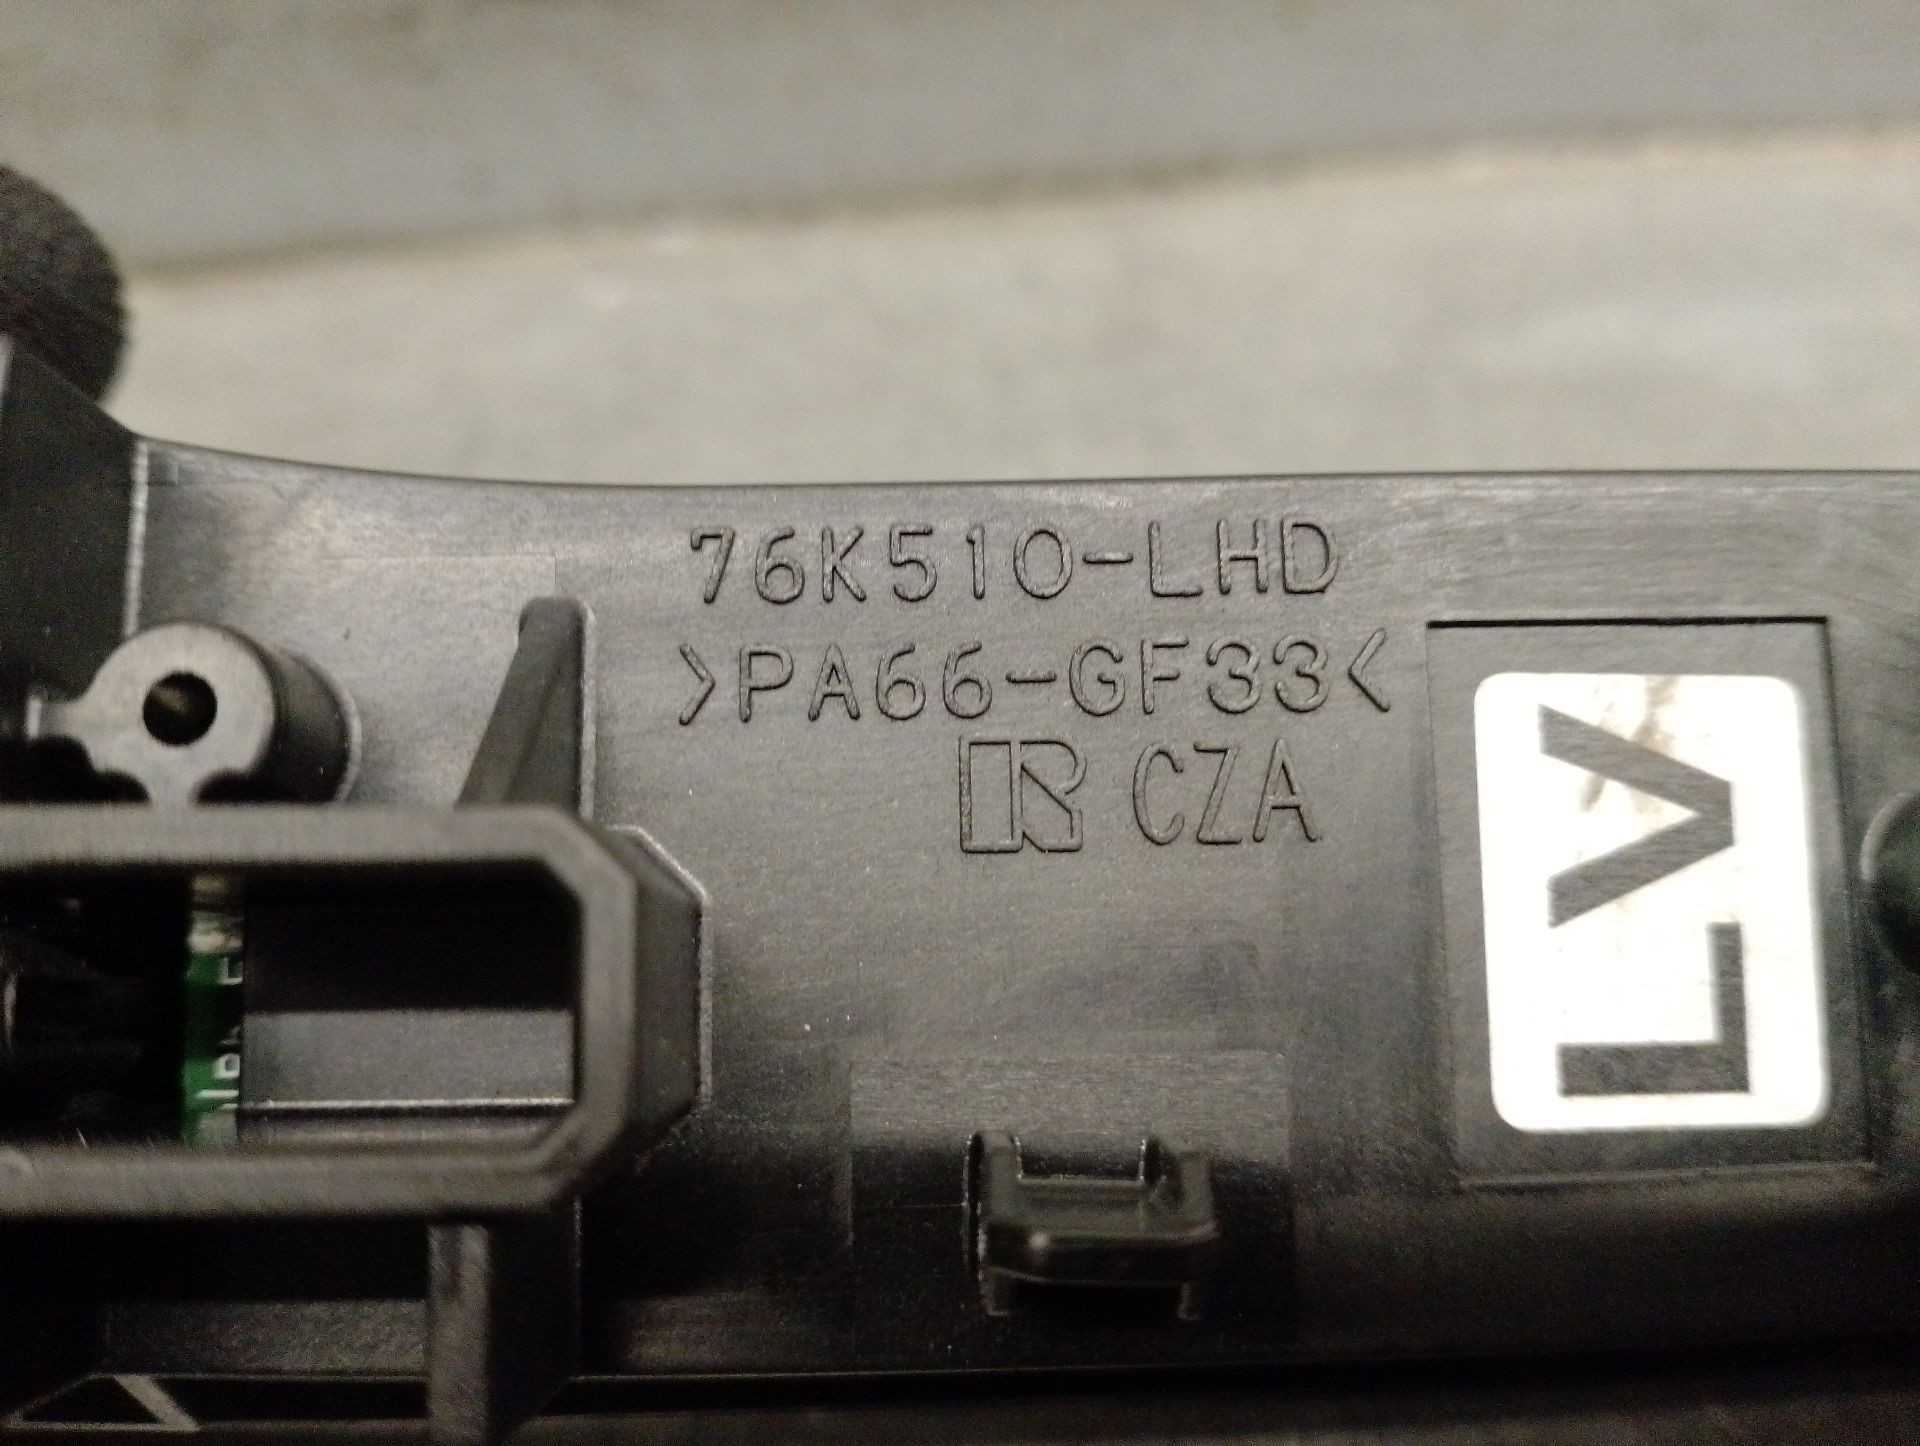 76K510-LHD
>PA66-GF33<
R CZA
LV